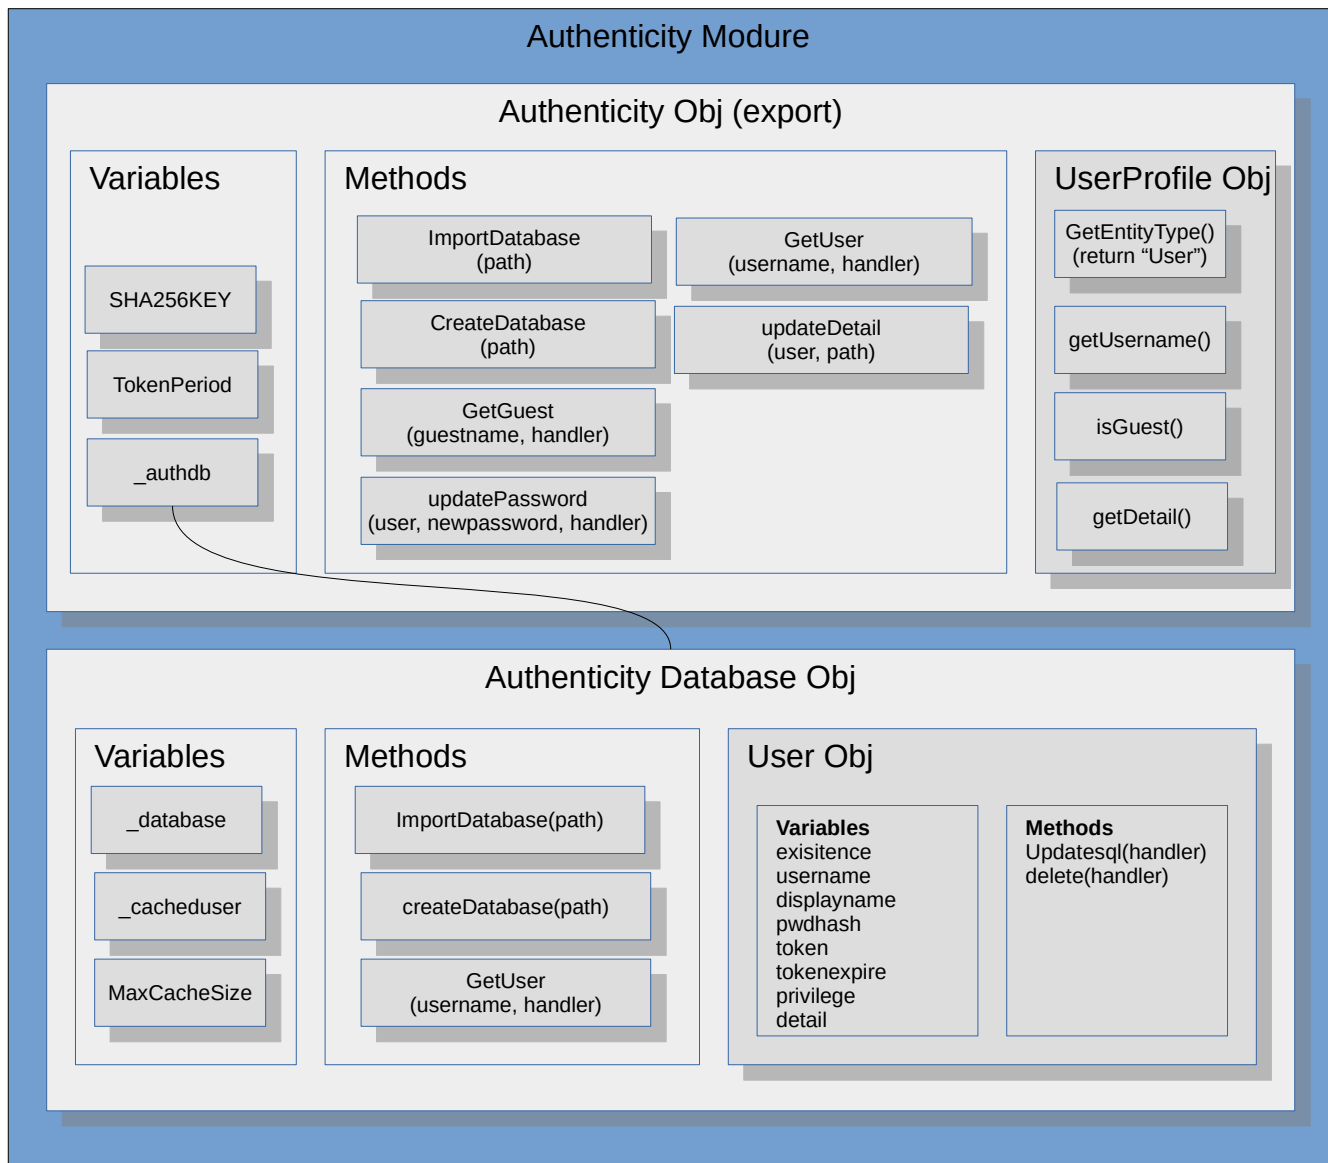 Authenticity Modure
Authenticity Obj (export)
Variables
SHA256KEY
TokenPeriod
_authdb
Methods
ImportDatabase
(path)
CreateDatabase
(path)
GetGuest
(guestname, handler)
updatePassword
(user, newpassword, handler)
GetUser
(username, handler)
updateDetail
(user, path)
UserProfile Obj
GetEntityType()
(return “User”)
getUsername()
isGuest()
getDetail()
Authenticity Database Obj
Variables
_database
_cacheduser
MaxCacheSize
Methods
ImportDatabase(path)
createDatabase(path)
GetUser
(username, handler)
User Obj
Variables
exisitence
username
displayname
pwdhash
token
tokenexpire
privilege
detail
Methods
Updatesql(handler)
delete(handler)